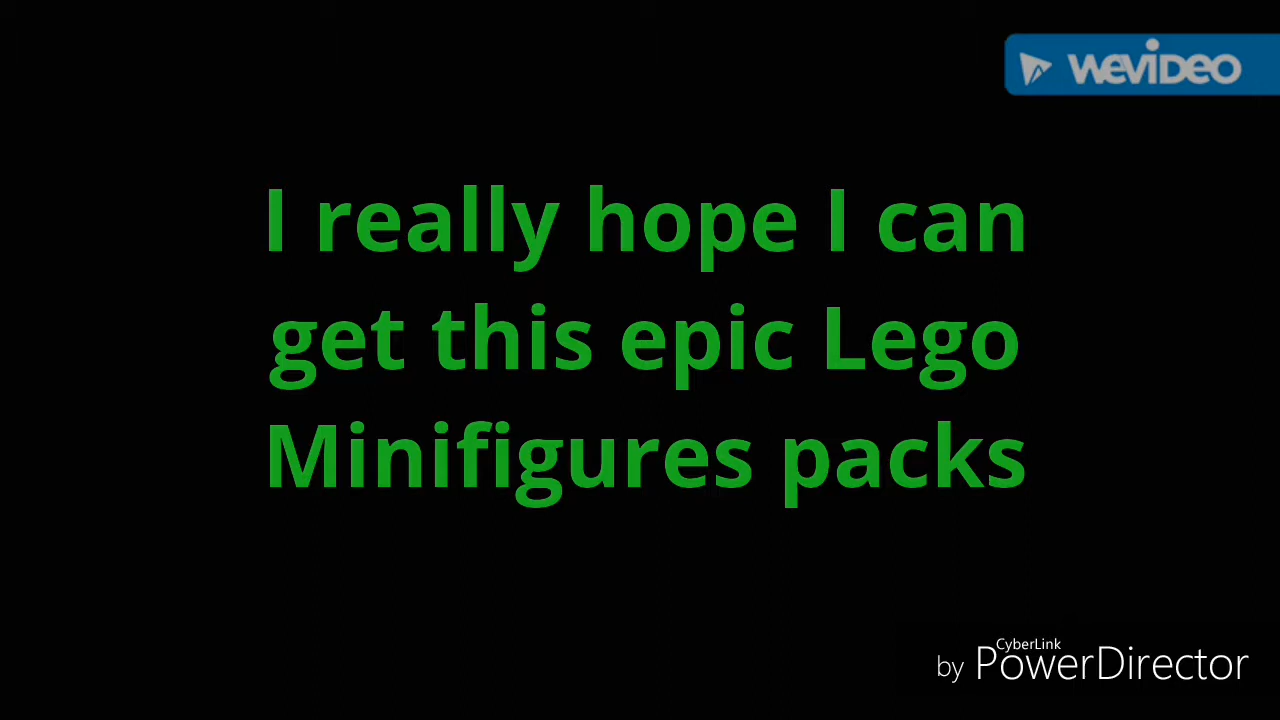 WEVIDEO
I really hope I can
get this epic Lego
Minifigures packs
CyberLink
by PowerDirector